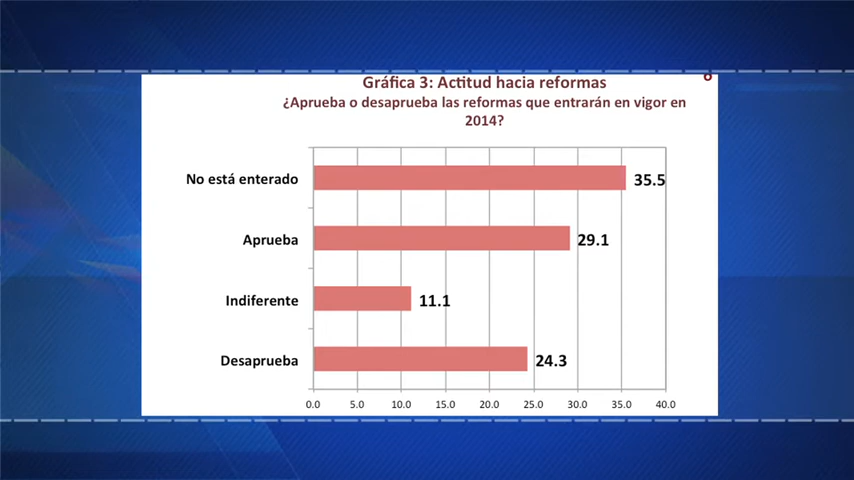 Gráfica 3: Actitud hacia reformas
¿Aprueba o desaprueba las reformas que entrarán en vigor en
2014?
No está enterado
35.5
Aprueba
29.1
Indiferente
11.1
Desaprueba
24.3
0.0 5.0 10.0 15.0 20.0 25.0 30.0 35.0 40.0